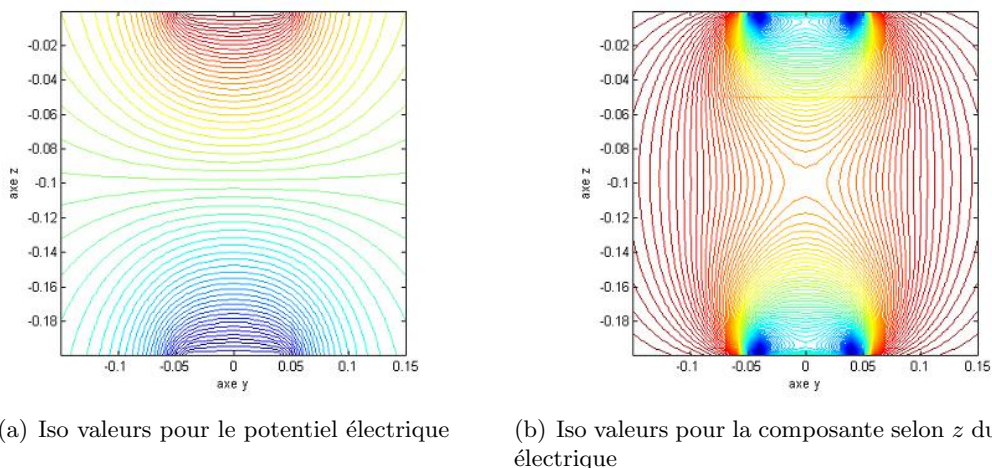 -0.02
-0.04
-0.06
-0.08
-0.1
-0.12
-0.14
-0.16
-0.18
axe z
-0.1 -0.05 0 0.05 0.1 0.15
axe y
-0.02
-0.04
-0.06
-0.08
-0.1
-0.12
-0.14
-0.16
-0.18
axe z
-0.1 -0.05 0 0.05 0.1 0.15
axe y
(a) Iso valeurs pour le potentiel électrique
(b) Iso valeurs pour la composante selon z du
électrique